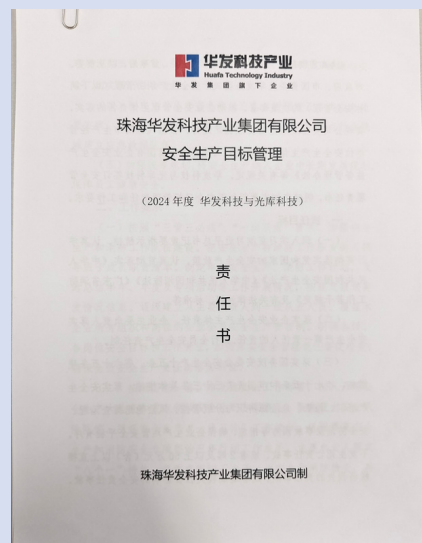 华发科技产业
Huafa Technology Industry
华发集团旗下企业
珠海华发科技产业集团有限公司
安全生产目标管理
（2024 年度 华发科技与光库科技）
责
任
书
珠海华发科技产业集团有限公司制